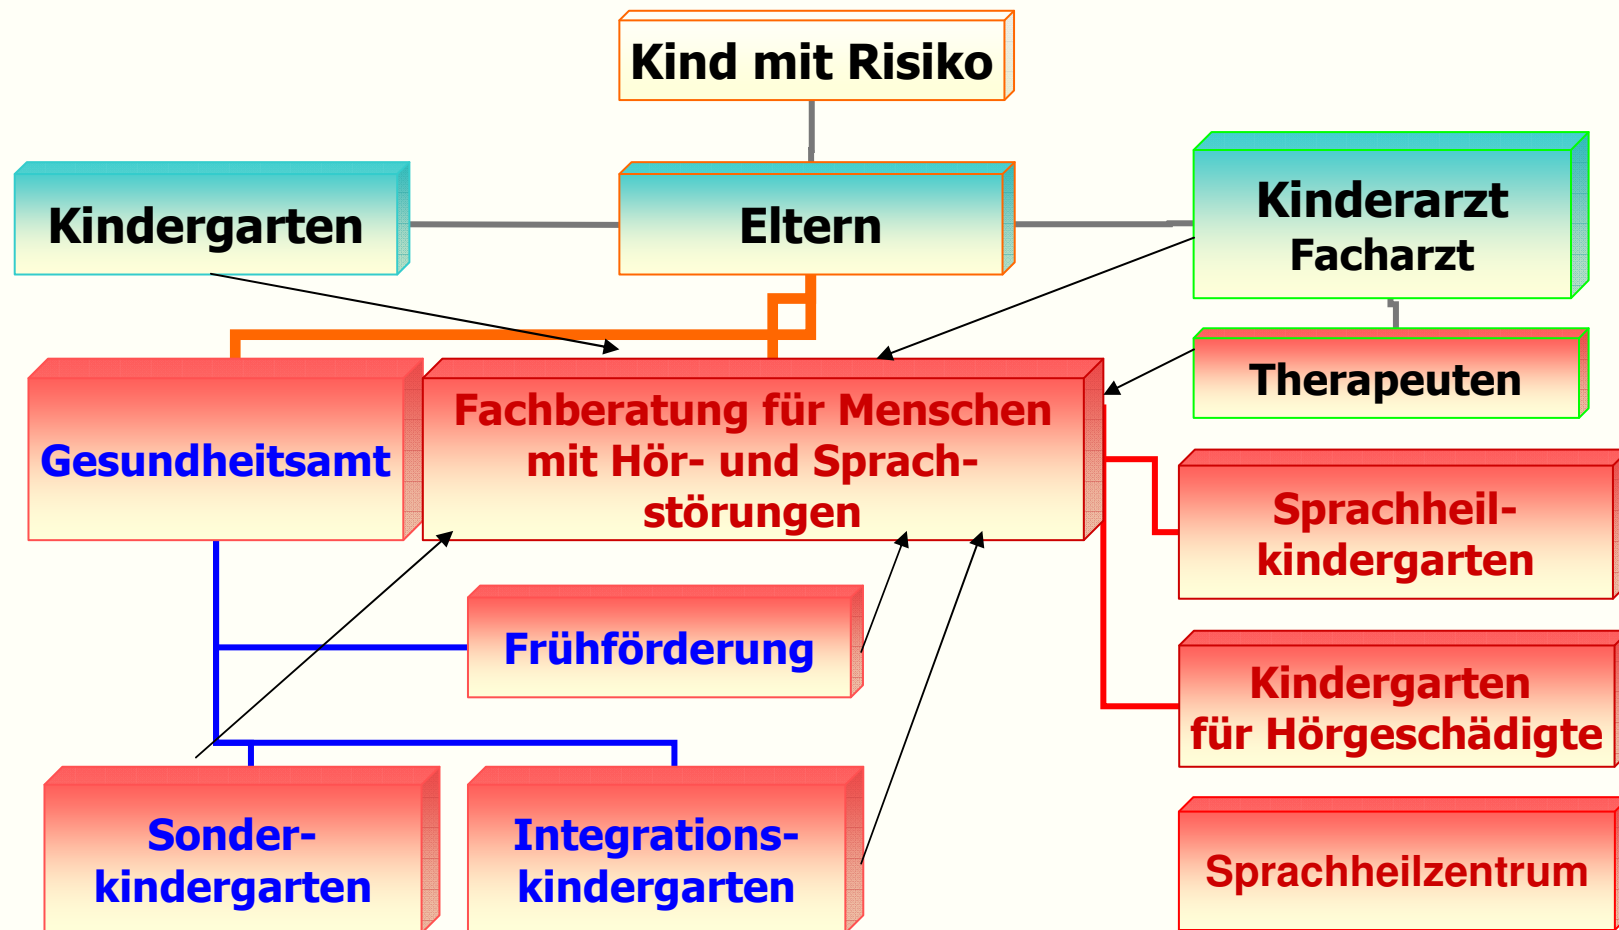 Kind mit Risiko
Kindergarten
Eltern
Kinderarzt
Facharzt
Therapeuten
Gesundheitsamt
Fachberatung für Menschen
mit Hör- und Sprach-
störungen
Sprachheil-
kindergarten
Frühförderung
Kindergarten
für Hörgeschädigte
Sonder-
kindergarten
Integrations-
kindergarten
Sprachheilzentrum